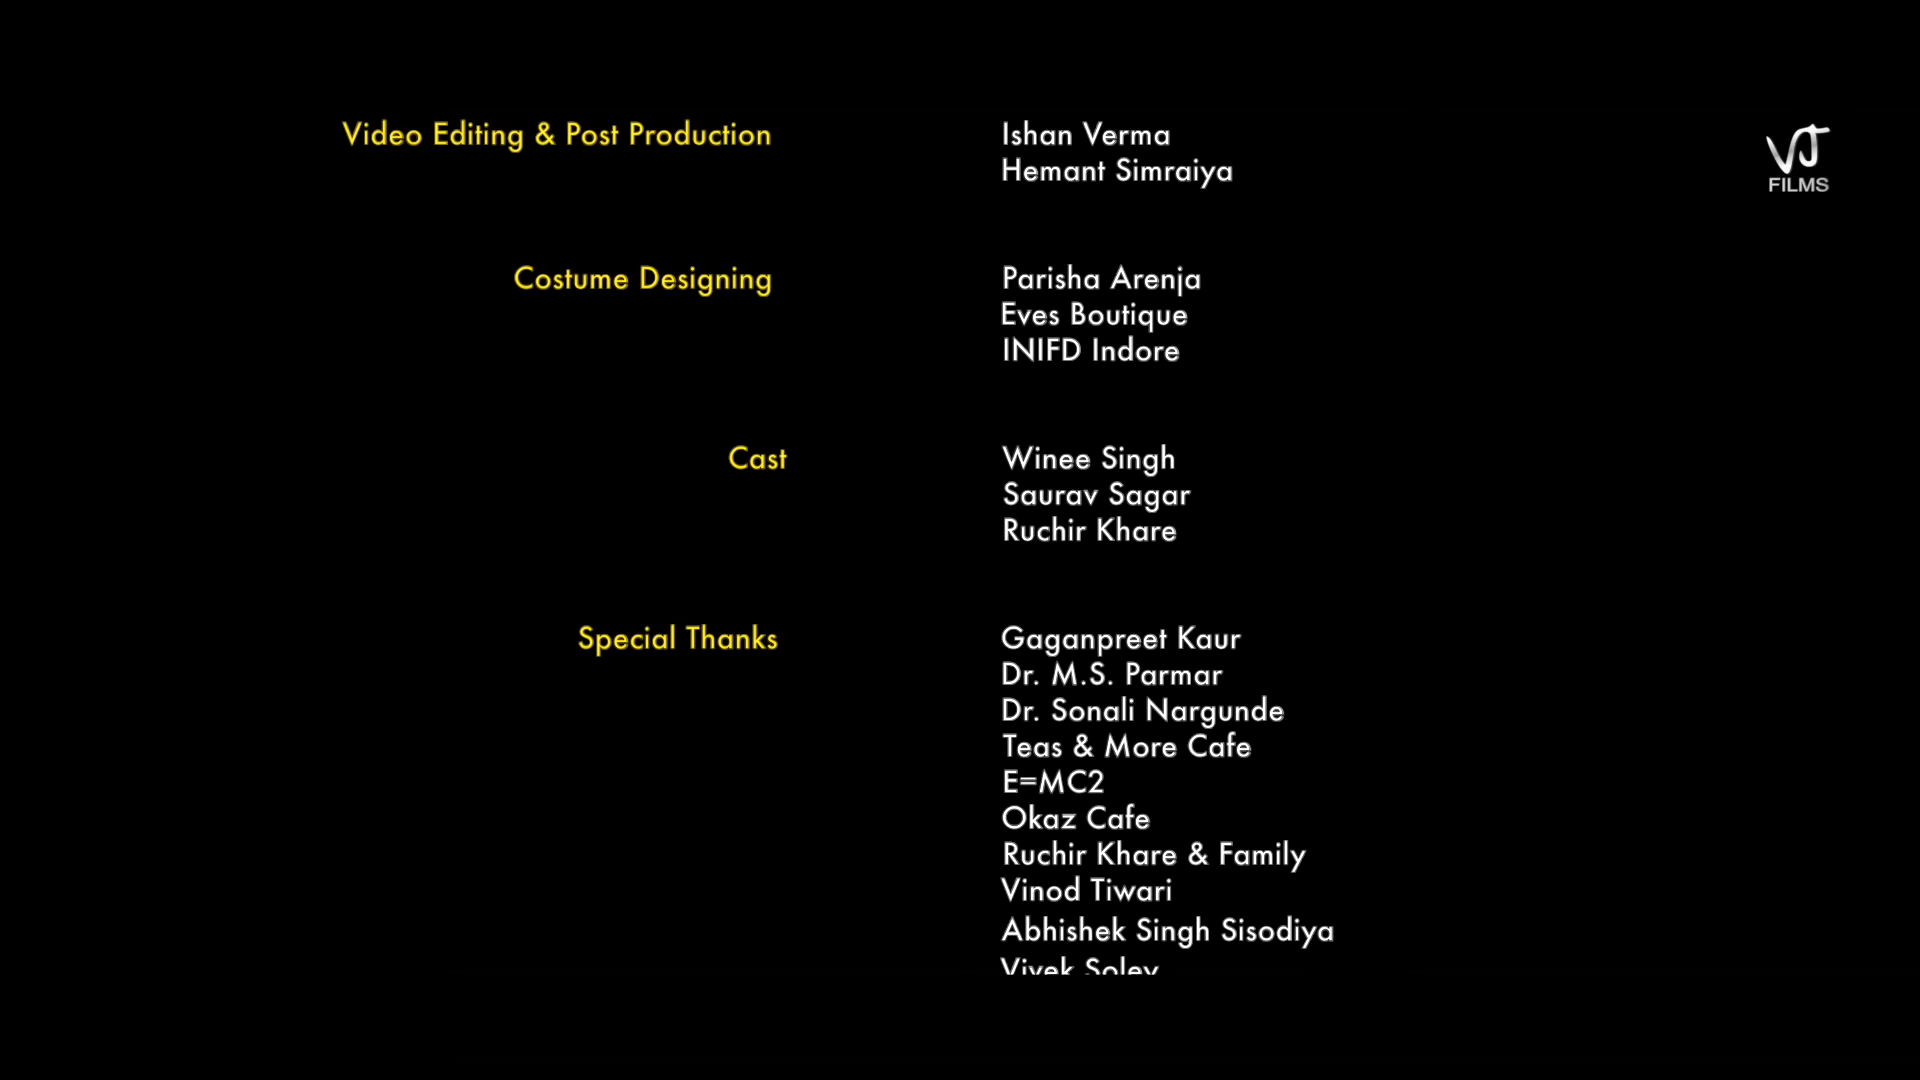 Video Editing & Post Production Ishan Verma
Hemant Simraiya
VJ
FILMS
Costume Designing Parisha Arenja
Eves Boutique
INIFD Indore
Cast Winee Singh
Saurav Sagar
Ruchir Khare
Special Thanks Gaganpreet Kaur
Dr. M.S. Parmar
Dr. Sonali Nargunde
Teas & More Cafe
E=MC2
Okaz Cafe
Ruchir Khare & Family
Vinod Tiwari
Abhishek Singh Sisodiya
Vivek